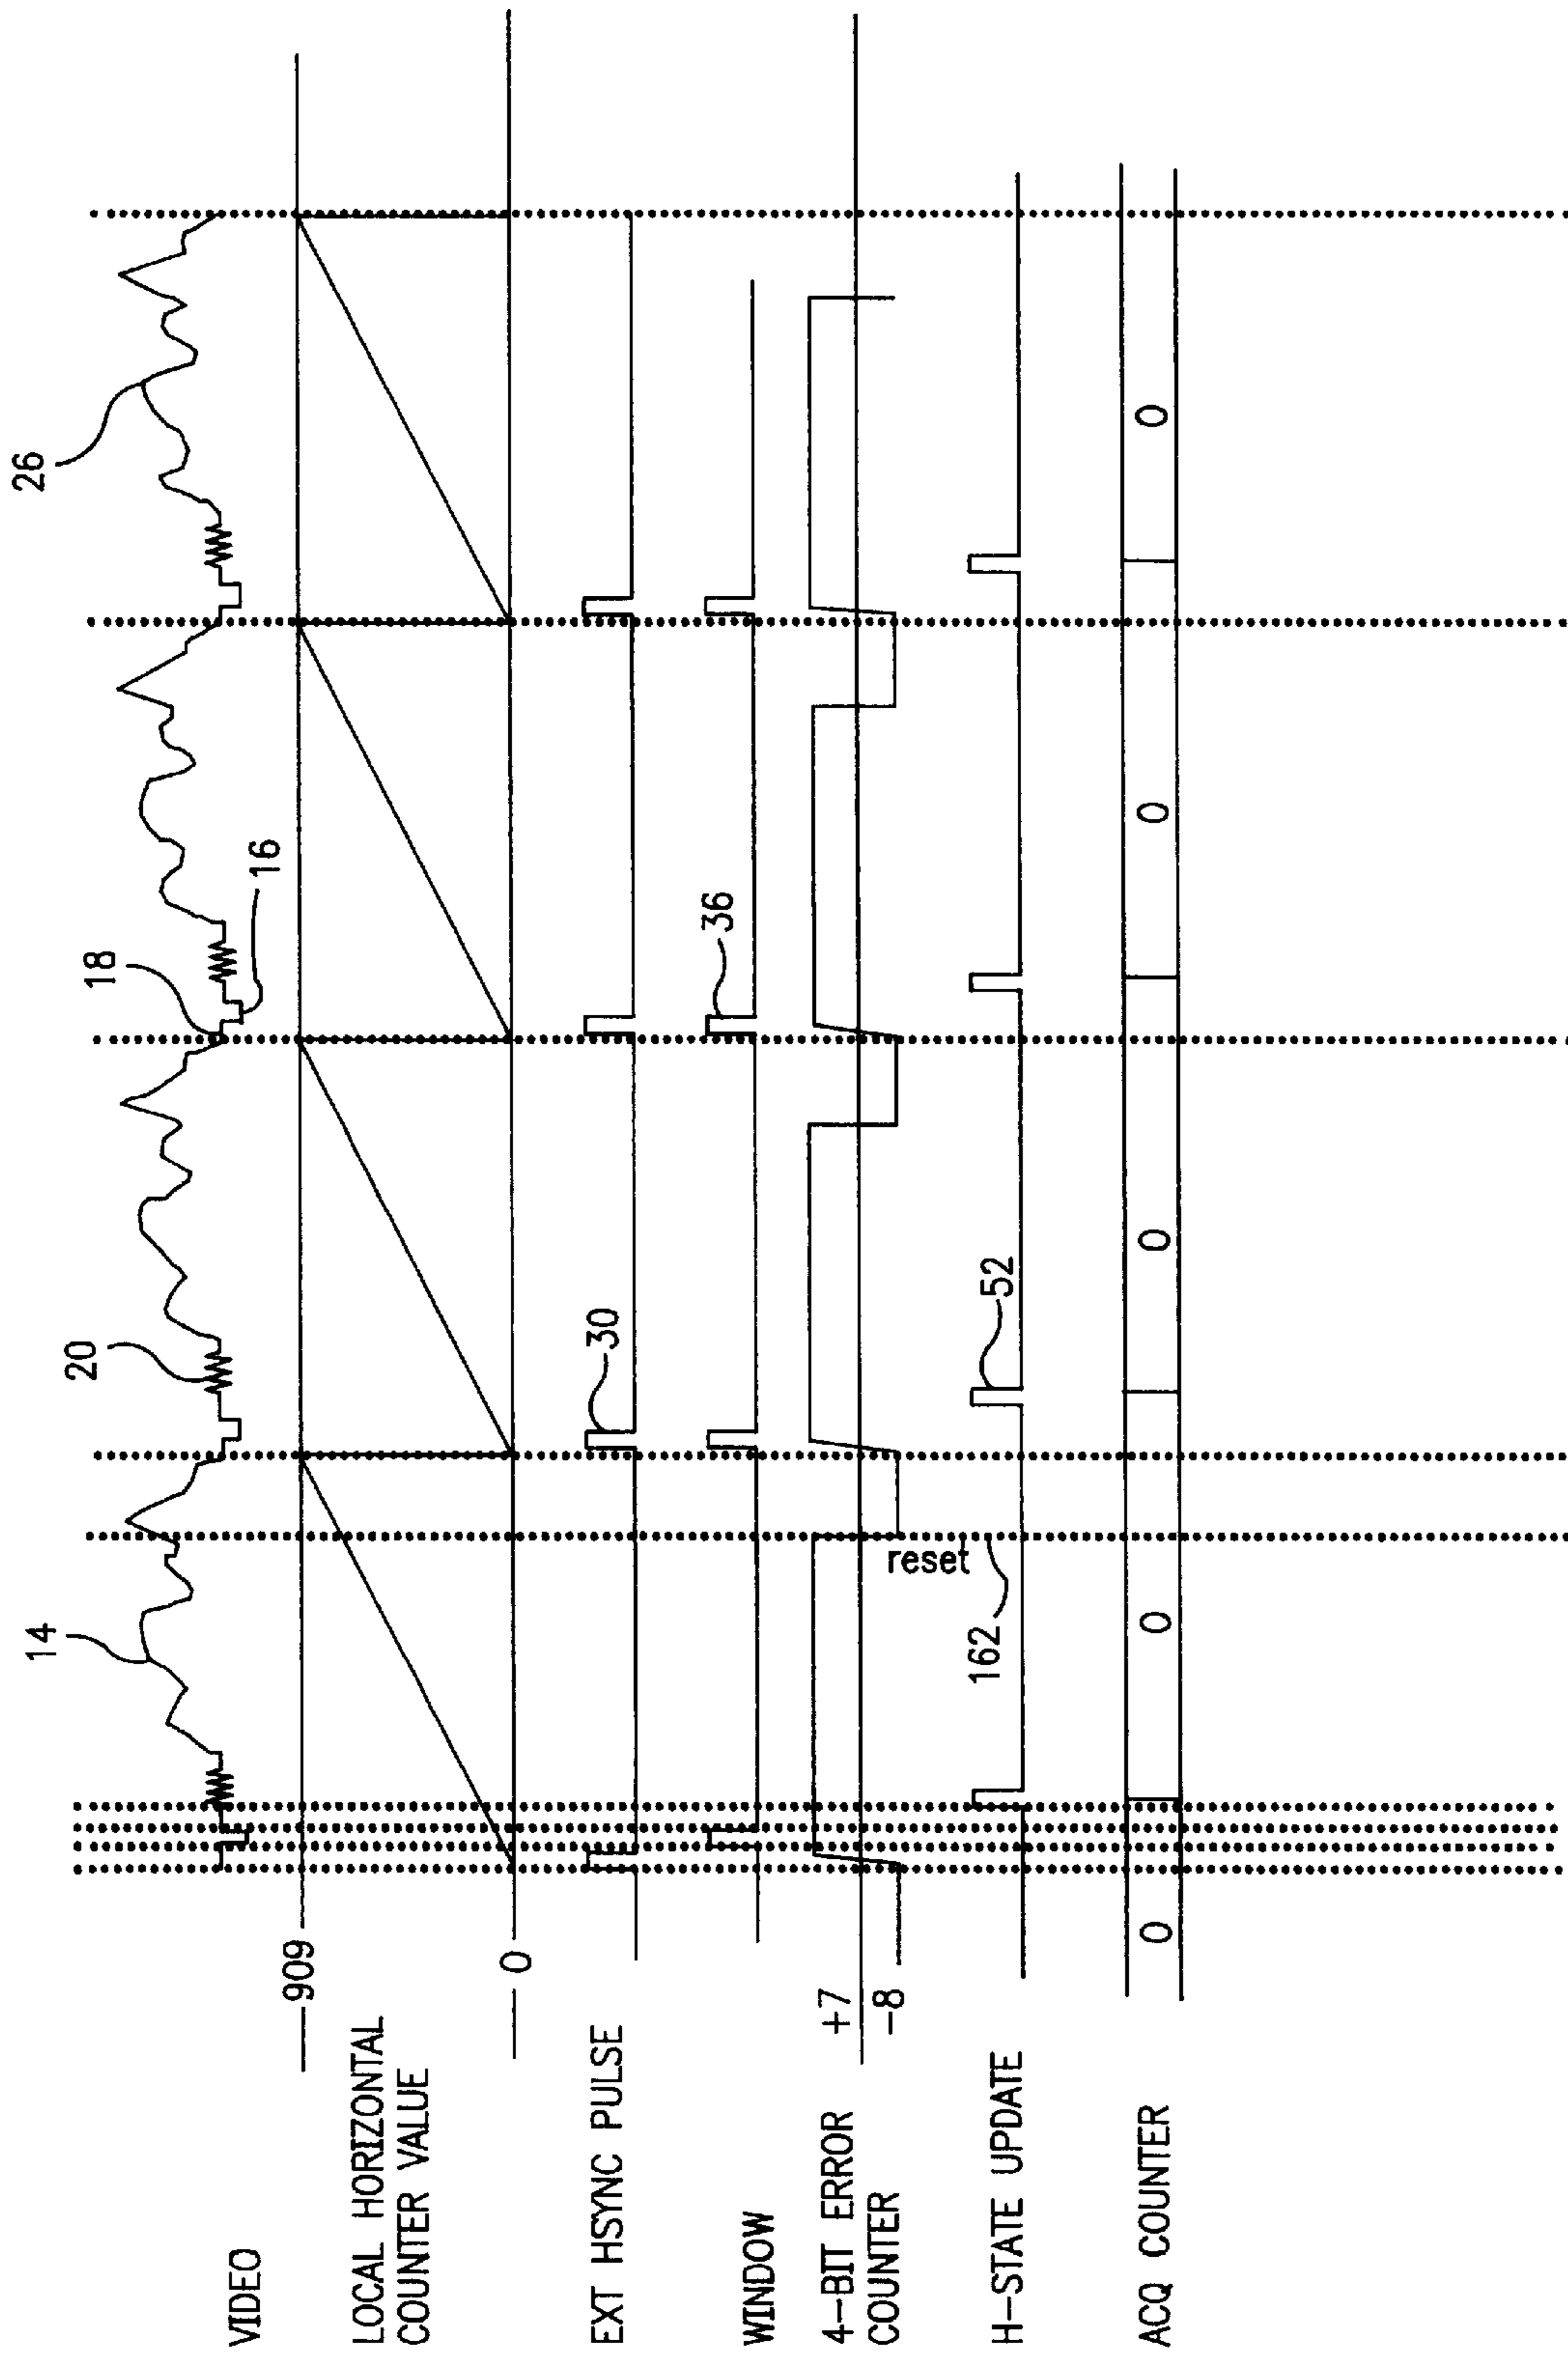 14
20
18
16
26
VIDEO
909
LOCAL HORIZONTAL
COUNTER VALUE
0
EXT HSYNC PULSE
30
WINDOW
36
4-BIT ERROR
COUNTER
+7
-8
reset
H-STATE UPDATE
162
52
ACQ COUNTER
0
0
0
0
0